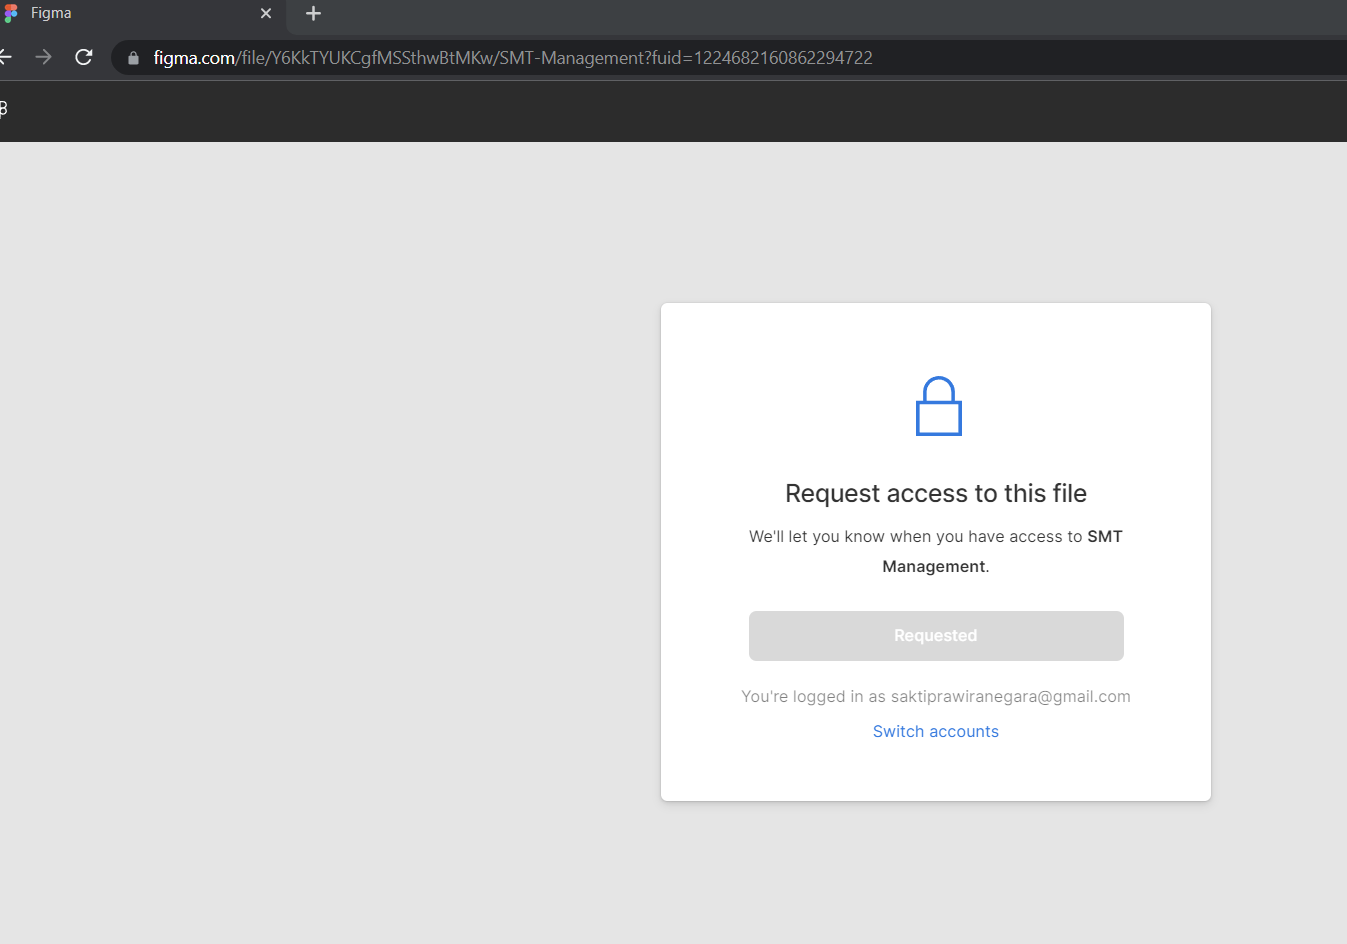 Figma
figma.com/file/Y6KkTYUKCgfMSSthwBtMKw/SMT-Management?fuid=1224682160862294722
Request access to this file
We'll let you know when you have access to SMT
Management.
Requested
You're logged in as saktiprawiranegara@gmail.com
Switch accounts